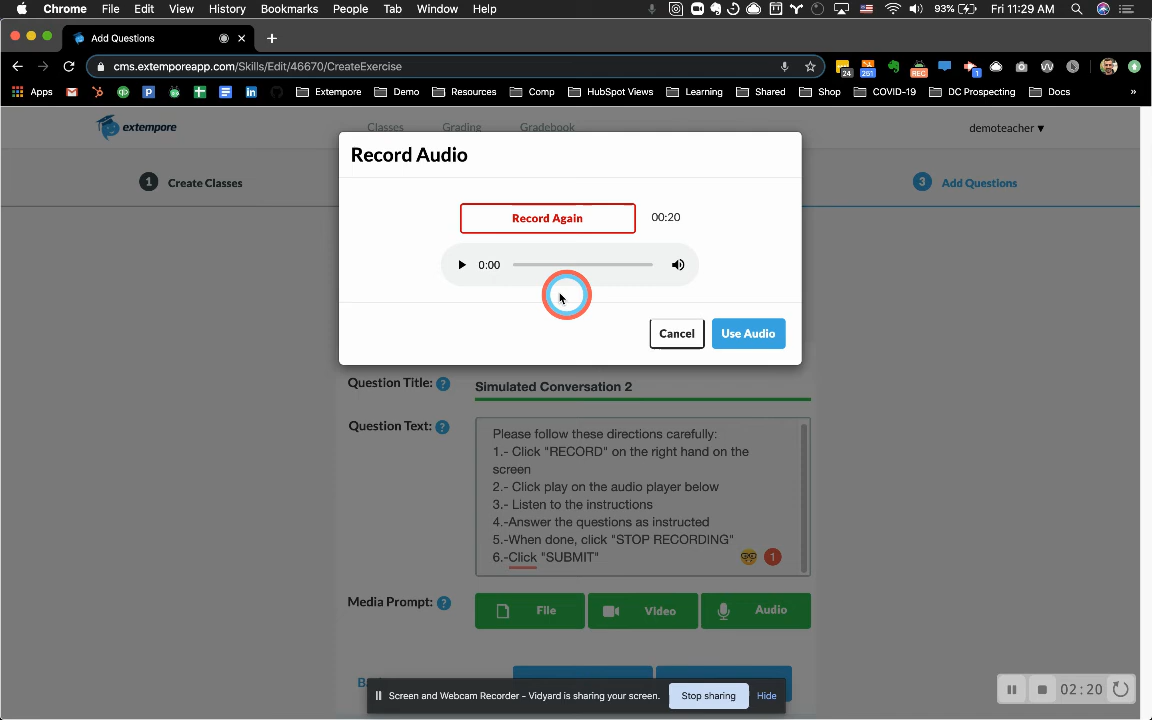 Chrome File Edit View History Bookmarks People Tab Window Help 93% Fri 11:29 AM
Add Questions
cms.extemporeapp.com/Skills/Edit/46670/CreateExercise 24 261 REC 1
Apps Extempore Demo Resources Comp HubSpot Views Learning Shared Shop COVID-19 DC Prospecting Docs »
extempore Classes Grading Gradebook demoteacher
1 Create Classes 3 Add Questions
Record Audio
Record Again 00:20
0:00
Cancel Use Audio
Question Title: ? Simulated Conversation 2
Question Text: ? Please follow these directions carefully:
1.- Click "RECORD" on the right hand on the
screen
2.- Click play on the audio player below
3.- Listen to the instructions
4.-Answer the questions as instructed
5.-When done, click "STOP RECORDING"
6.-Click "SUBMIT" 1
Media Prompt: ? File Video Audio
Screen and Webcam Recorder - Vidyard is sharing your screen. Stop sharing Hide
02:20